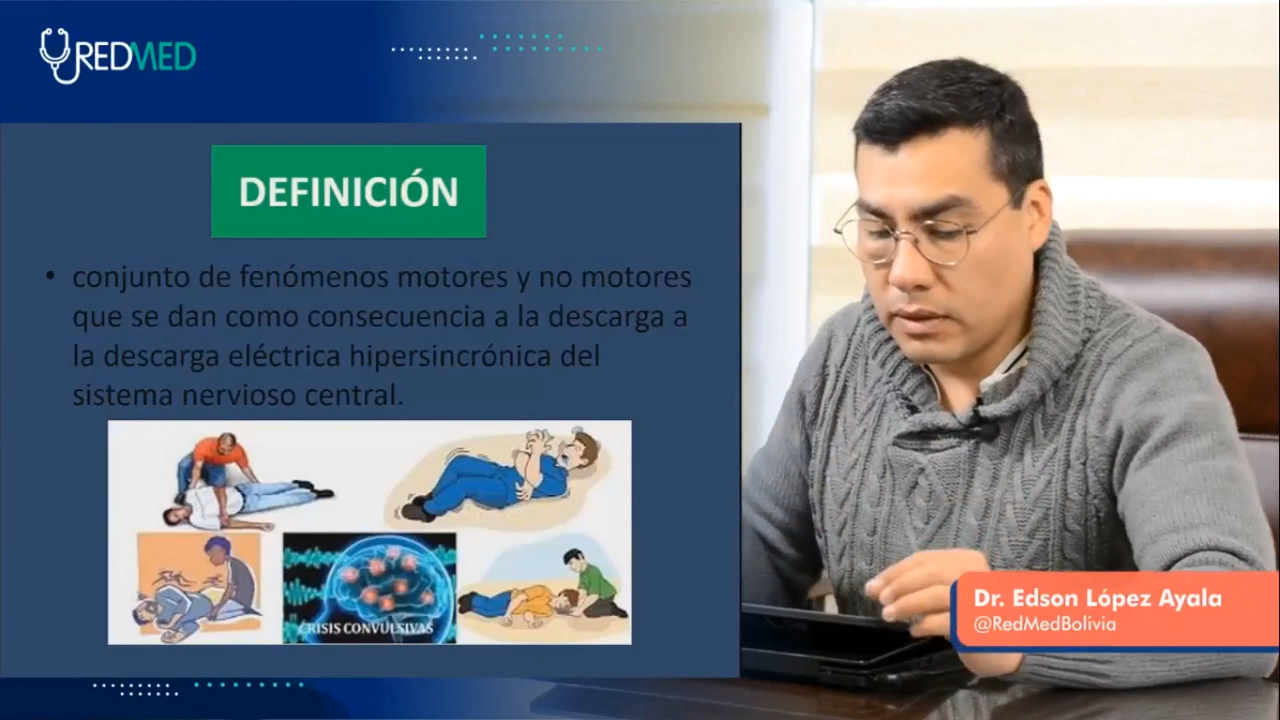 REDMED
DEFINICIÓN
• conjunto de fenómenos motores y no motores
que se dan como consecuencia a la descarga a
la descarga eléctrica hipersincrónica del
sistema nervioso central.
CRISIS CONVULSIVAS
Dr. Edson López Ayala
@RedMedBolivia